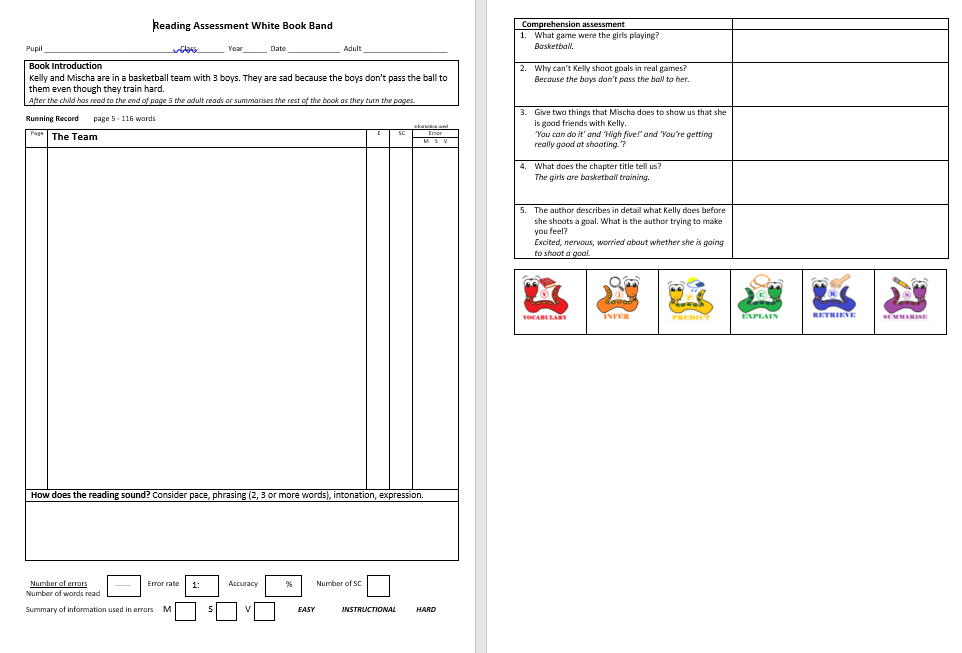 Reading Assessment White Book Band
Pupil ______ Class ______ Year______ Date ____________ Adult ____________________
Book Introduction
Kelly and Mischa are in a basketball team with 3 boys. They are sad because the boys don't pass the ball to
them even though they train hard.
After the child has read to the end of page 5 the adult reads or summarises the rest of the book as they turn the pages.
Running Record page 5 - 116 words
Information used
Page The Team E SC Error
M S V
How does the reading sound? Consider pace, phrasing (2, 3 or more words), intonation, expression.
Number of errors Error rate 1: Accuracy % Number of SC
Number of words read
Summary of information used in errors M S V EASY INSTRUCTIONAL HARD
Comprehension assessment
1. What game were the girls playing?
Basketball.
2. Why can't Kelly shoot goals in real games?
Because the boys don't pass the ball to her.
3. Give two things that Mischa does to show us that she
is good friends with Kelly.
'You can do it' and 'High five!' and 'You're getting
really good at shooting.'?
4. What does the chapter title tell us?
The girls are basketball training.
5. The author describes in detail what Kelly does before
she shoots a goal. What is the author trying to make
you feel?
Excited, nervous, worried about whether she is going
to shoot a goal.
V I P E R S
VOCABULARY INFER PREDICT EXPLAIN RETRIEVE SUMMARISE